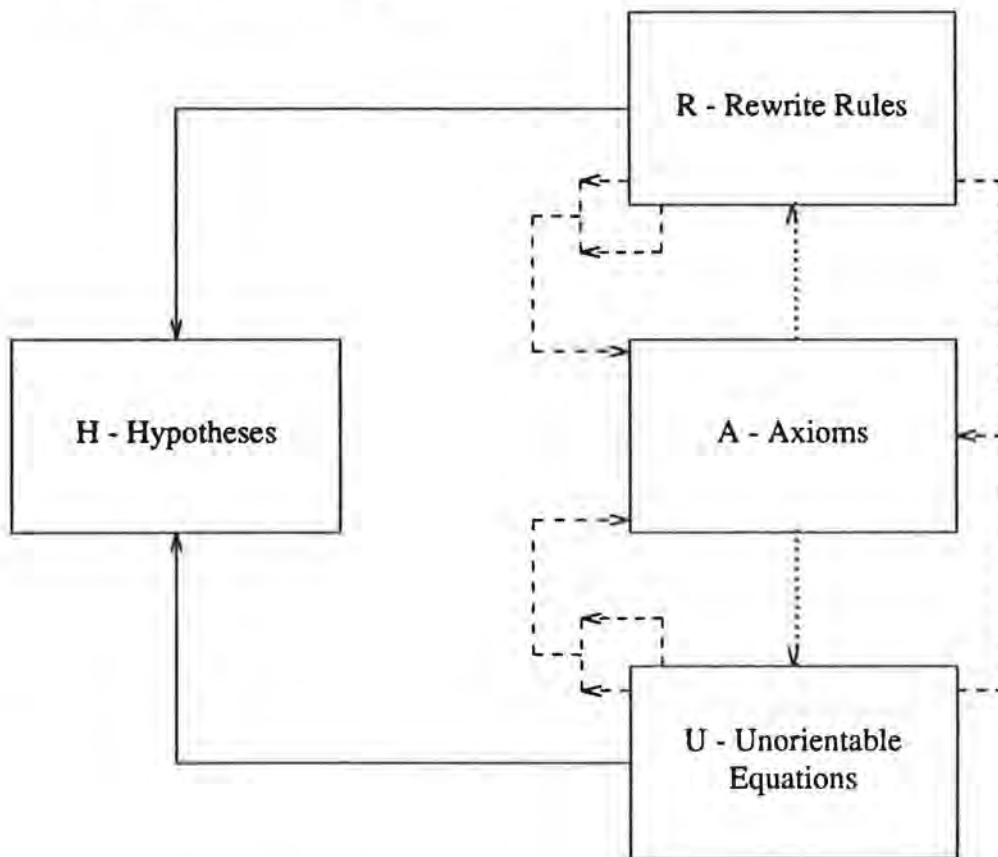 R - Rewrite Rules
H - Hypotheses
A - Axioms
U - Unorientable
Equations